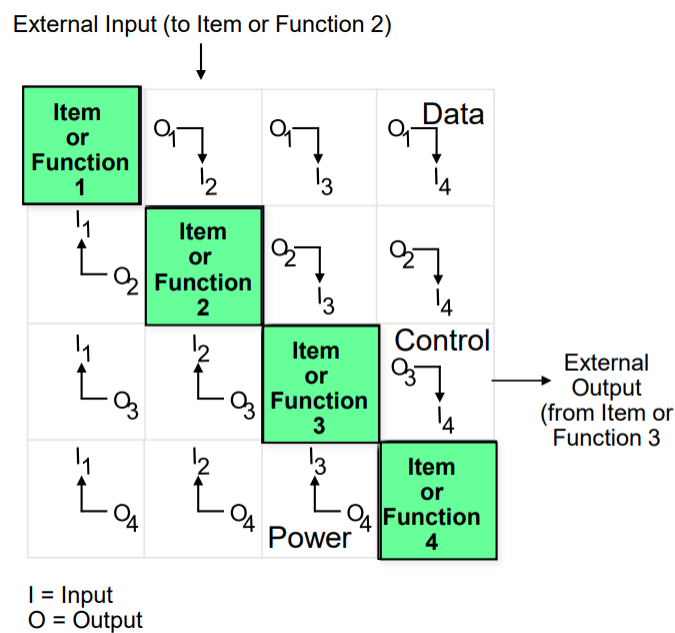 External Input (to Item or Function 2)
Item
or
Function
1
O1
I2
O1
I3
Data
O1
I4
I1
O2
Item
or
Function
2
O2
I3
O2
I4
I1
O3
I2
O3
Item
or
Function
3
Control
O3
I4
External
Output
(from Item or
Function 3
I1
O4
I2
O4
I3
O4
Power
Item
or
Function
4
I = Input
O = Output